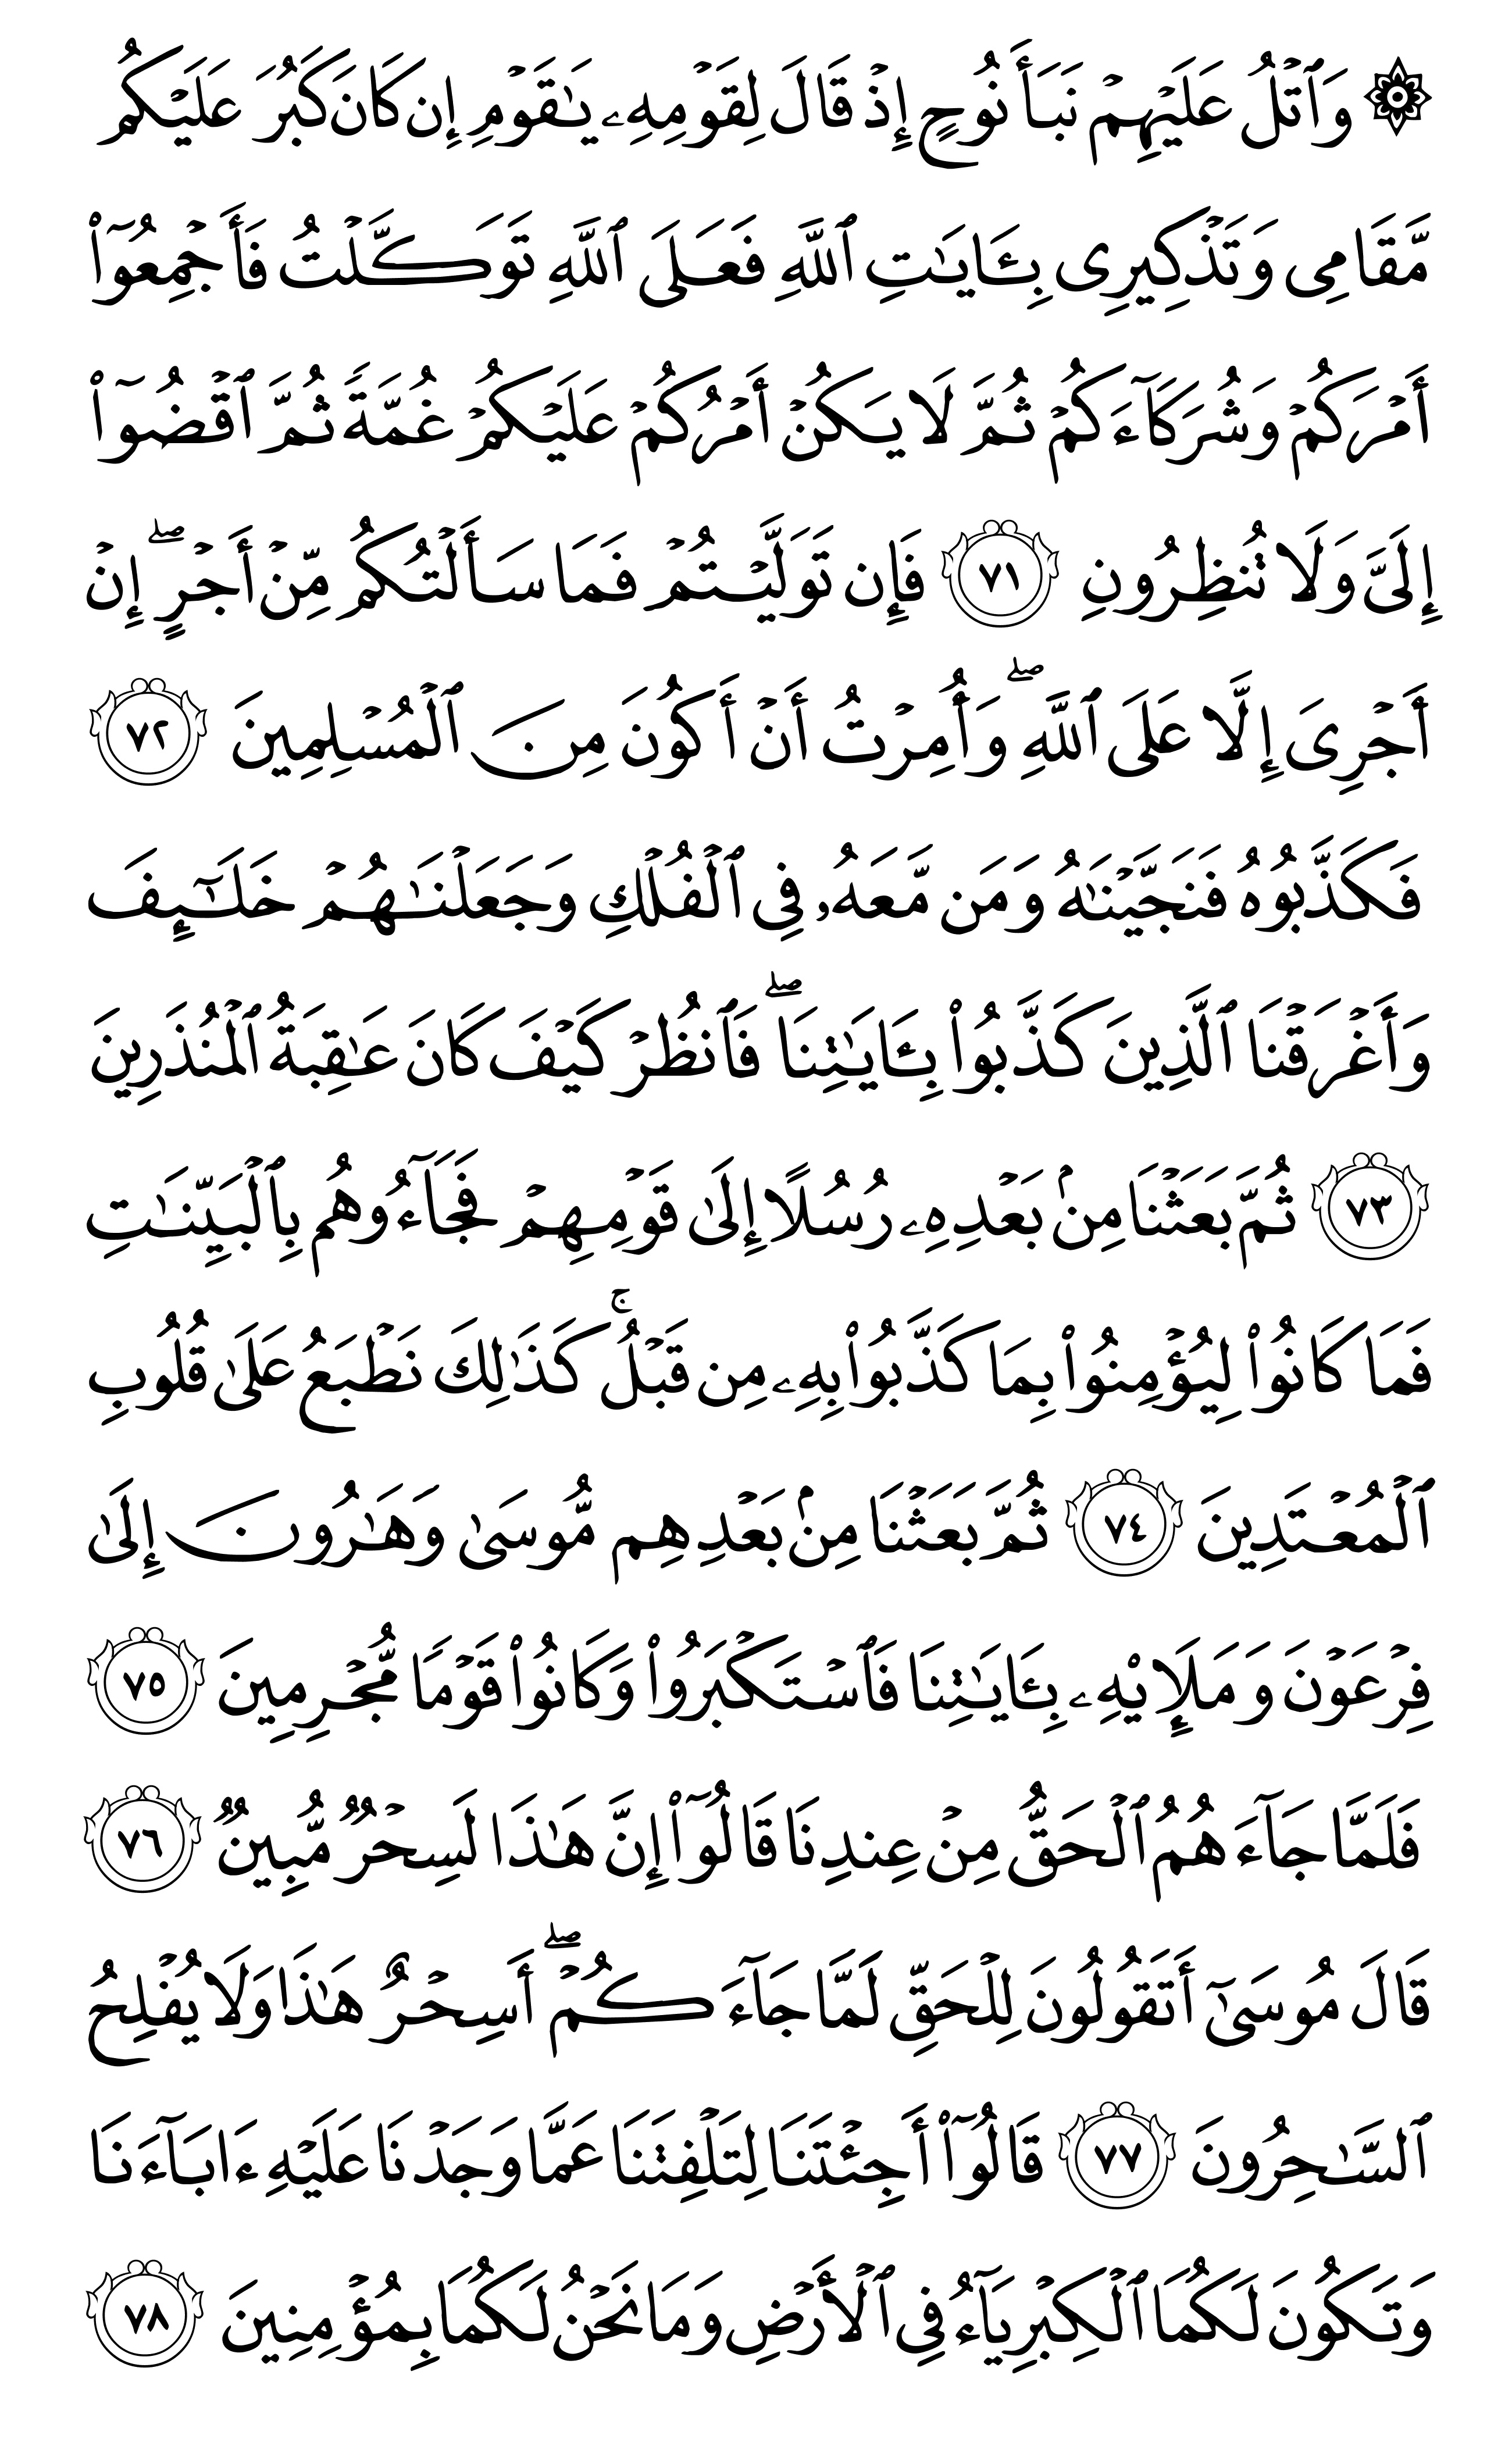 ۞ وَٱتۡلُ عَلَيۡهِمۡ نَبَأَ نُوحٍ إِذۡ قَالَ لِقَوۡمِهِۦ يَٰقَوۡمِ إِن كَانَ كَبُرَ عَلَيۡكُم
مَّقَامِي وَتَذۡكِيرِي بِـَٔايَٰتِ ٱللَّهِ فَعَلَى ٱللَّهِ تَوَكَّلۡتُ فَأَجۡمِعُوٓاْ
أَمۡرَكُمۡ وَشُرَكَآءَكُمۡ ثُمَّ لَا يَكُنۡ أَمۡرُكُمۡ عَلَيۡكُمۡ غُمَّةٗ ثُمَّ ٱقۡضُوٓاْ
إِلَيَّ وَلَا تُنظِرُونِ ٧١ فَإِن تَوَلَّيۡتُمۡ فَمَا سَأَلۡتُكُم مِّنۡ أَجۡرٍۖ إِنۡ
أَجۡرِيَ إِلَّا عَلَى ٱللَّهِۖ وَأُمِرۡتُ أَنۡ أَكُونَ مِنَ ٱلۡمُسۡلِمِينَ ٧٢
فَكَذَّبُوهُ فَنَجَّيۡنَٰهُ وَمَن مَّعَهُۥ فِي ٱلۡفُلۡكِ وَجَعَلۡنَٰهُمۡ خَلَٰٓئِفَ
وَأَغۡرَقۡنَا ٱلَّذِينَ كَذَّبُواْ بِـَٔايَٰتِنَاۖ فَٱنظُرۡ كَيۡفَ كَانَ عَٰقِبَةُ ٱلۡمُنذَرِينَ
٧٣ ثُمَّ بَعَثۡنَا مِنۢ بَعۡدِهِۦ رُسُلًا إِلَىٰ قَوۡمِهِمۡ فَجَآءُوهُم بِٱلۡبَيِّنَٰتِ
فَمَا كَانُواْ لِيُؤۡمِنُواْ بِمَا كَذَّبُواْ بِهِۦ مِن قَبۡلُۚ كَذَٰلِكَ نَطۡبَعُ عَلَىٰ قُلُوبِ
ٱلۡمُعۡتَدِينَ ٧٤ ثُمَّ بَعَثۡنَا مِنۢ بَعۡدِهِم مُّوسَىٰ وَهَٰرُونَ إِلَىٰ
فِرۡعَوۡنَ وَمَلَإِيْهِۦ بِـَٔايَٰتِنَا فَٱسۡتَكۡبَرُواْ وَكَانُواْ قَوۡمٗا مُّجۡرِمِينَ ٧٥
فَلَمَّا جَآءَهُمُ ٱلۡحَقُّ مِنۡ عِندِنَا قَالُوٓاْ إِنَّ هَٰذَا لَسِحۡرٞ مُّبِينٞ ٧٦
قَالَ مُوسَىٰٓ أَتَقُولُونَ لِلۡحَقِّ لَمَّا جَآءَكُمۡۖ أَسِحۡرٌ هَٰذَا وَلَا يُفۡلِحُ
ٱلسَّٰحِرُونَ ٧٧ قَالُوٓاْ أَجِئۡتَنَا لِتَلۡفِتَنَا عَمَّا وَجَدۡنَا عَلَيۡهِ ءَابَآءَنَا
وَتَكُونَ لَكُمَا ٱلۡكِبۡرِيَآءُ فِي ٱلۡأَرۡضِ وَمَا نَحۡنُ لَكُمَا بِمُؤۡمِنِينَ ٧٨